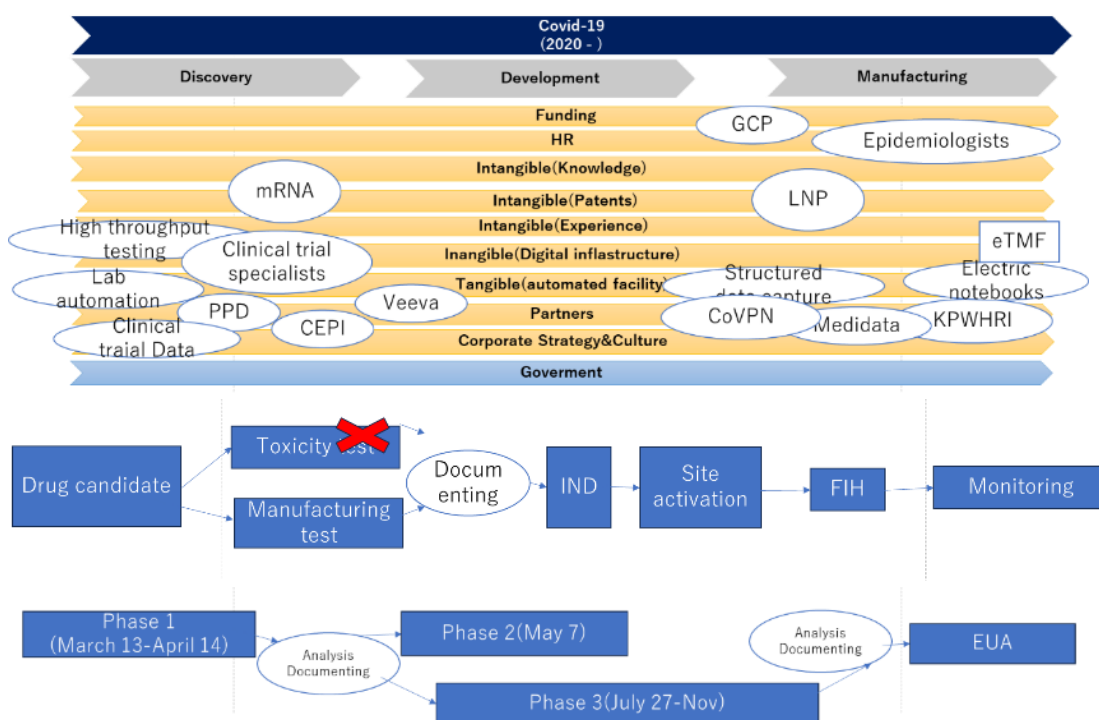 Covid-19
(2020 - )
Discovery
Development
Manufacturing
Funding
GCP
HR
Epidemiologists
Intangible(Knowledge)
mRNA
Intangible(Patents)
LNP
Intangible(Experience)
High throughput
testing
Clinical trial
specialists
Inangible(Digital inflastructure)
eTMF
Lab
automation
Tangible(automated facility)
Structured
data capture
Electric
notebooks
PPD
Veeva
Partners
CoVPN
Medidata
KPWHRI
Clinical
traial Data
CEPI
Corporate Strategy&Culture
Goverment
Drug candidate
Toxicity test
Manufacturing
test
Docum
enting
IND
Site
activation
FIH
Monitoring
Phase 1
(March 13-April 14)
Analysis
Documenting
Phase 2(May 7)
Phase 3(July 27-Nov)
Analysis
Documenting
EUA